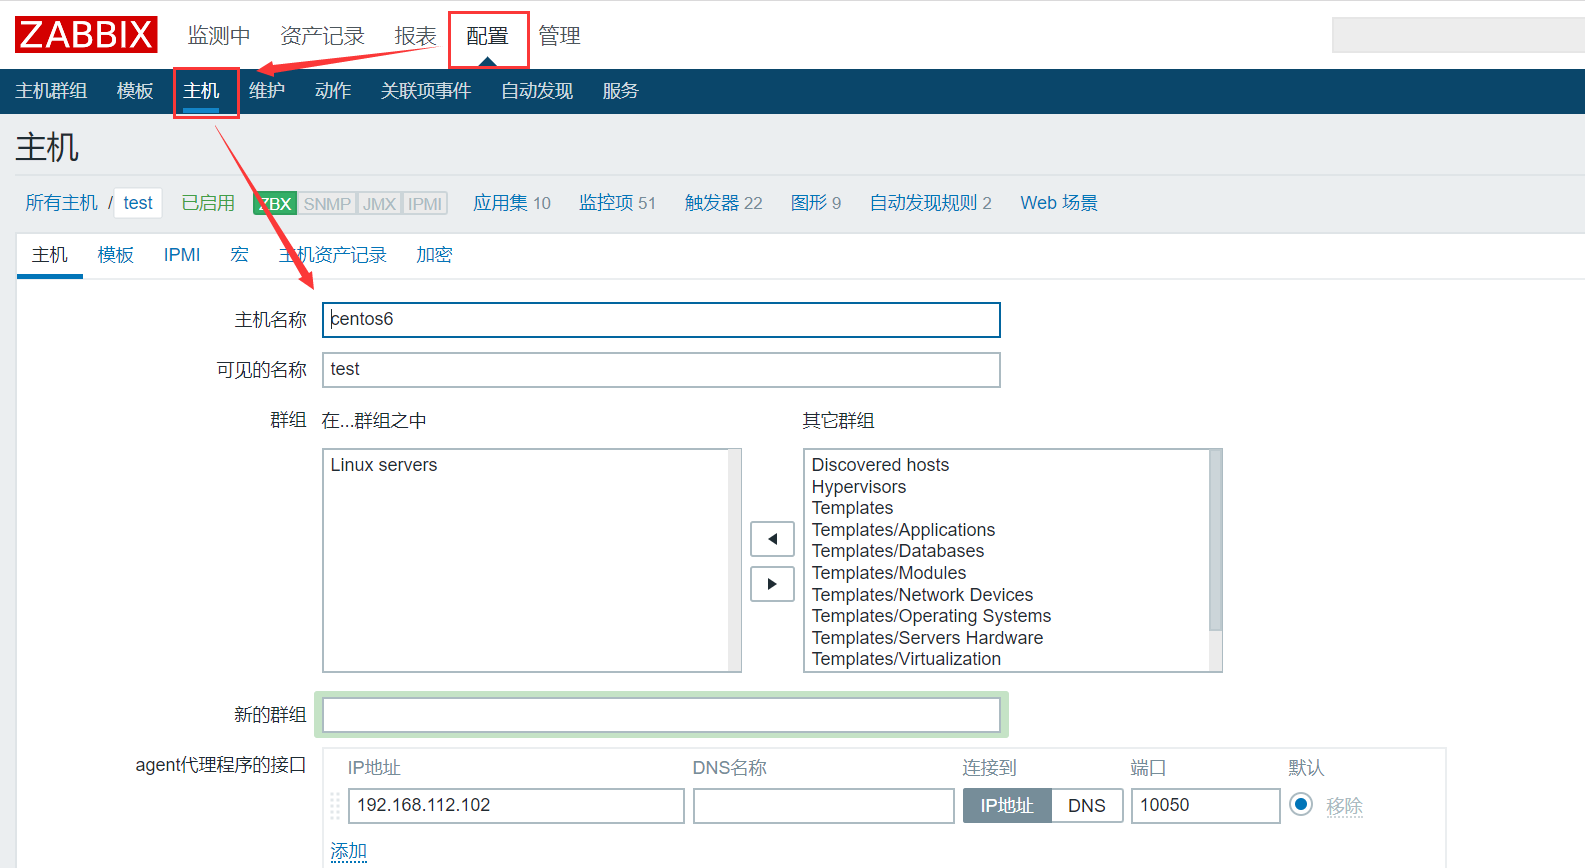 ZABBIX 监测中 资产记录 报表 配置 管理
主机群组 模板 主机 维护 动作 关联项事件 自动发现 服务
主机
所有主机 / test 已启用 ZBX SNMP JMX IPMI 应用集 10 监控项 51 触发器 22 图形 9 自动发现规则 2 Web 场景
主机 模板 IPMI 宏 主机资产记录 加密
主机名称 centos6
可见的名称 test
群组 在...群组之中 其它群组
Linux servers
Discovered hosts
Hypervisors
Templates
Templates/Applications
Templates/Databases
Templates/Modules
Templates/Network Devices
Templates/Operating Systems
Templates/Servers Hardware
Templates/Virtualization
新的群组
agent代理程序的接口 IP地址 DNS名称 连接到 端口 默认
192.168.112.102 IP地址 DNS 10050 移除
添加